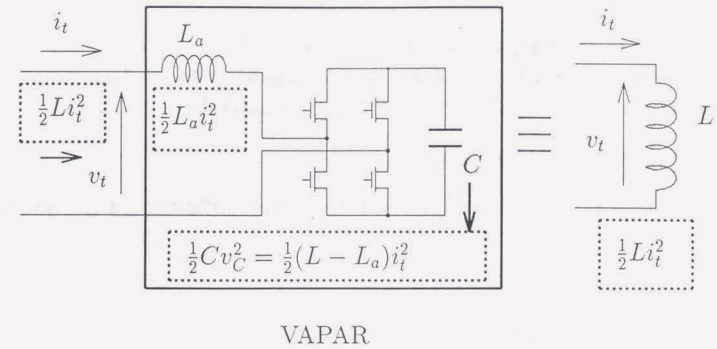 i_t
L_a
i_t
½Li_t²
½L_a i_t²
v_t
C
v_t
L
½Cv_C² = ½(L − L_a)i_t²
½Li_t²
VAPAR